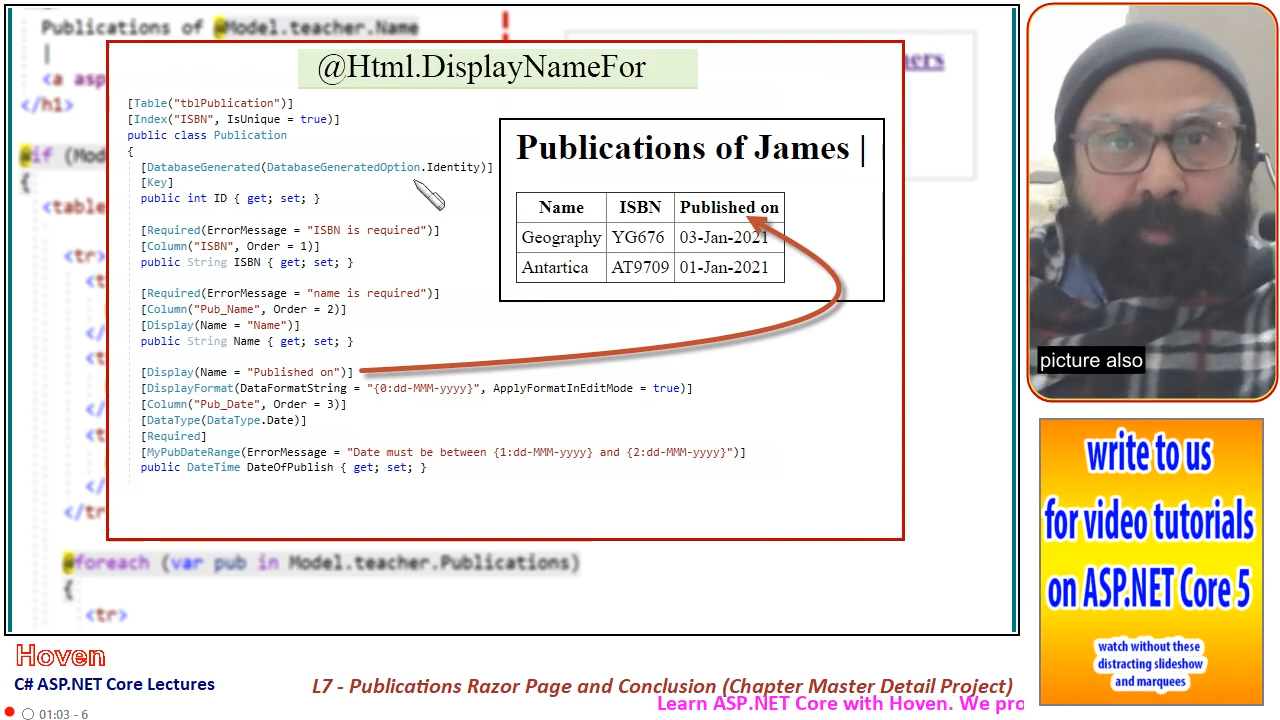 Publications of @Model.teacher.Name
@Html.DisplayNameFor
<a asp
</h1>
[Table("tblPublication")]
[Index("ISBN", IsUnique = true)]
public class Publication
{
[DatabaseGenerated(DatabaseGeneratedOption.Identity)]
[Key]
public int ID { get; set; }
[Required(ErrorMessage = "ISBN is required")]
[Column("ISBN", Order = 1)]
public String ISBN { get; set; }
[Required(ErrorMessage = "name is required")]
[Column("Pub_Name", Order = 2)]
[Display(Name = "Name")]
public String Name { get; set; }
[Display(Name = "Published on")]
[DisplayFormat(DataFormatString = "{0:dd-MMM-yyyy}", ApplyFormatInEditMode = true)]
[Column("Pub_Date", Order = 3)]
[DataType(DataType.Date)]
[Required]
[MyPubDateRange(ErrorMessage = "Date must be between {1:dd-MMM-yyyy} and {2:dd-MMM-yyyy}")]
public DateTime DateOfPublish { get; set; }
Publications of James |
Name ISBN Published on
Geography YG676 03-Jan-2021
Antartica AT9709 01-Jan-2021
@if (Mod
{
<table
<tr>
</tr
@foreach (var pub in Model.teacher.Publications)
{
<tr>
picture also
write to us
for video tutorials
on ASP.NET Core 5
watch without these
distracting slideshow
and marquees
Hoven
C# ASP.NET Core Lectures
L7 - Publications Razor Page and Conclusion (Chapter Master Detail Project)
Learn ASP.NET Core with Hoven. We pro
01:03 - 6